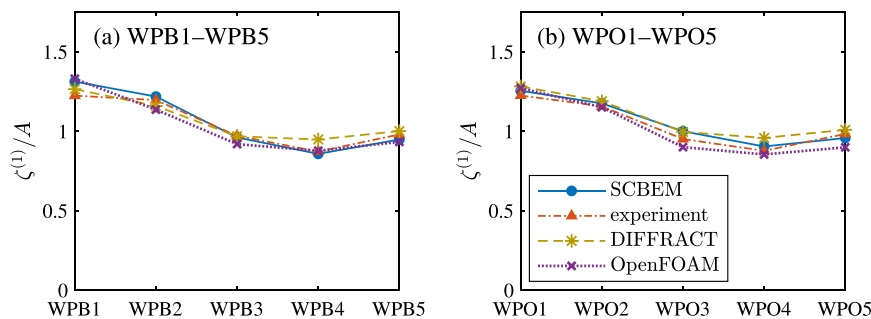 (a) WPB1–WPB5
1.5
1
0.5
0
ζ⁽¹⁾/A
WPB1 WPB2 WPB3 WPB4 WPB5
(b) WPO1–WPO5
1.5
1
0.5
0
ζ⁽¹⁾/A
SCBEM
experiment
DIFFRACT
OpenFOAM
WPO1 WPO2 WPO3 WPO4 WPO5